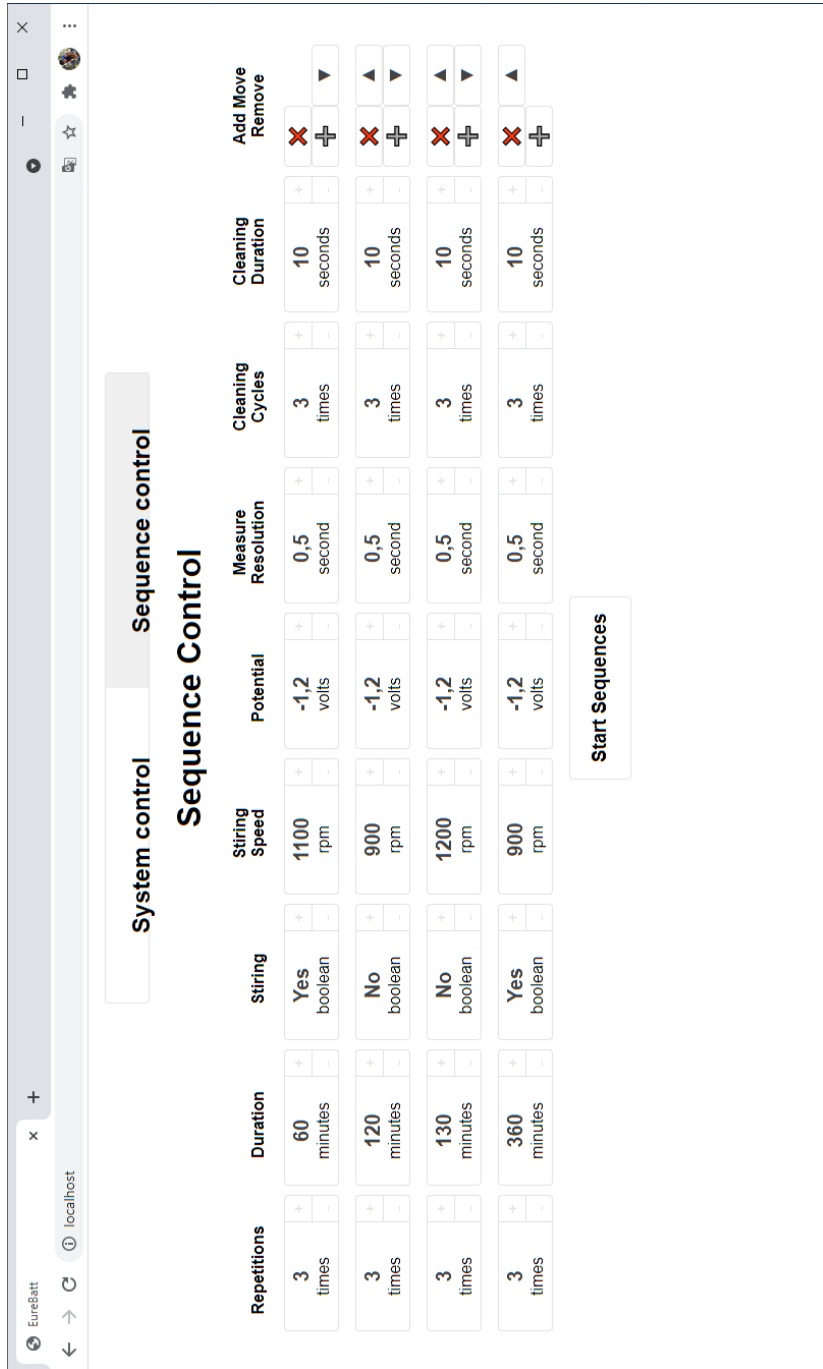 EureBatt
localhost
System control
Sequence control
Sequence Control
Repetitions
Duration
Stiring
Stiring
Speed
Potential
Measure
Resolution
Cleaning
Cycles
Cleaning
Duration
Add Move
Remove
3 60 Yes 1100 -1,2 0,5 3 10
times minutes boolean rpm volts second times seconds
3 120 No 900 -1,2 0,5 3 10
times minutes boolean rpm volts second times seconds
3 130 No 1200 -1,2 0,5 3 10
times minutes boolean rpm volts second times seconds
3 360 Yes 900 -1,2 0,5 3 10
times minutes boolean rpm volts second times seconds
Start Sequences